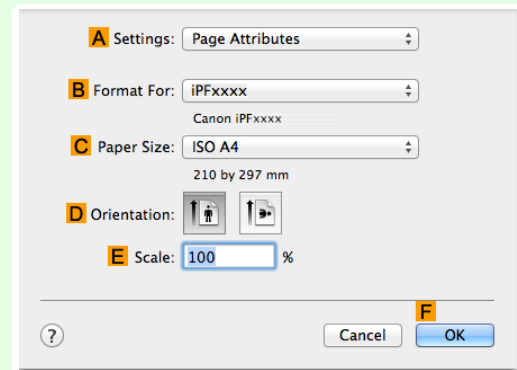 A Settings: Page Attributes
B Format For: iPFxxxx
Canon iPFxxxx
C Paper Size: ISO A4
210 by 297 mm
D Orientation:
E Scale: 100 %
F
? Cancel OK